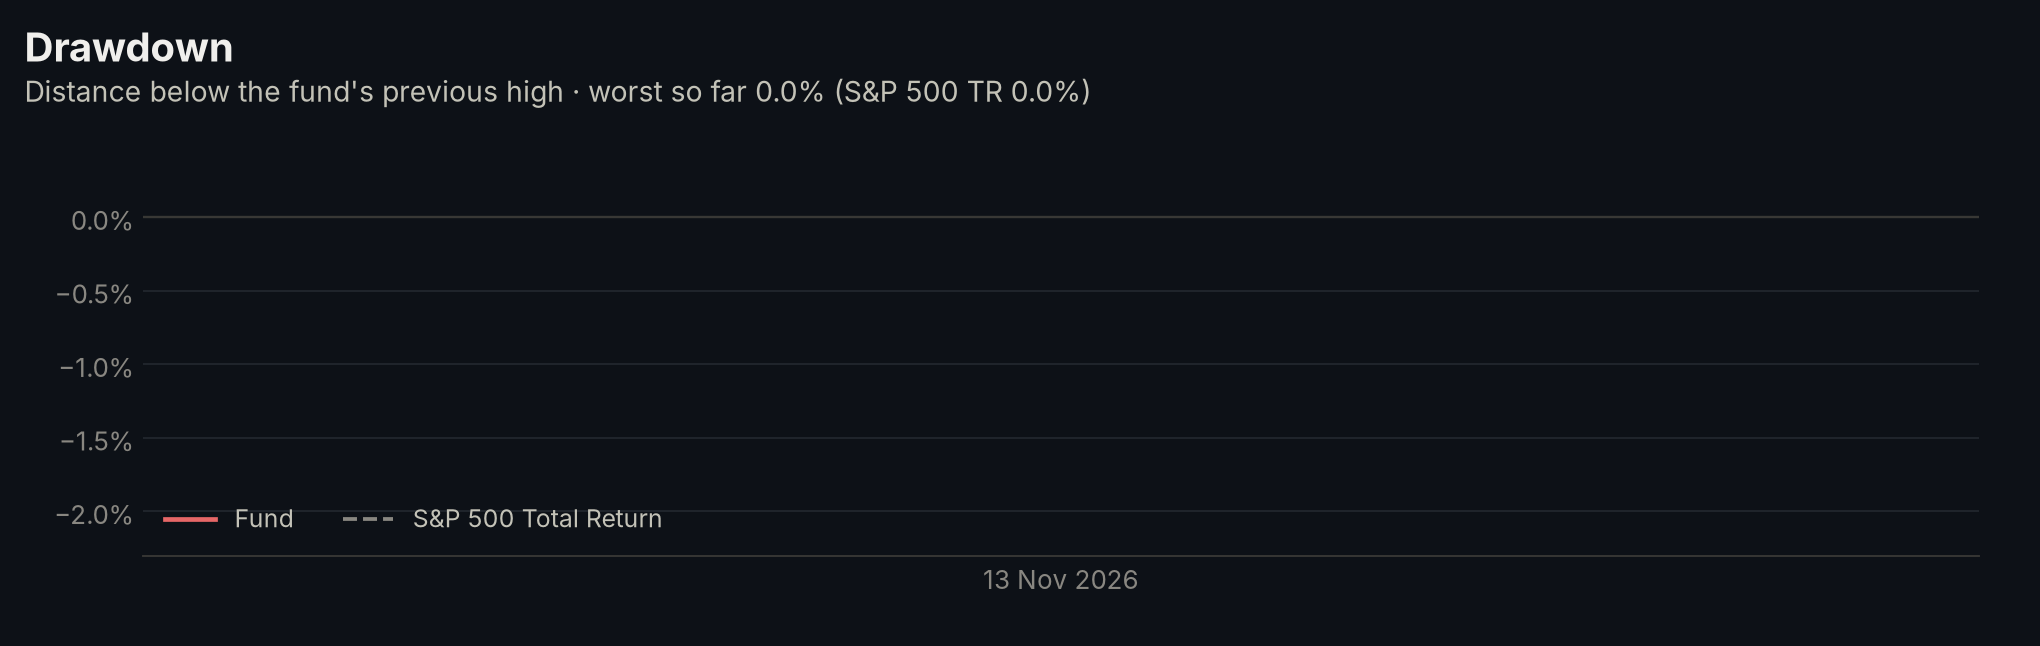 Drawdown
Distance below the fund's previous high · worst so far 0.0% (S&P 500 TR 0.0%)
0.0%
−0.5%
−1.0%
−1.5%
−2.0%
Fund
S&P 500 Total Return
13 Nov 2026